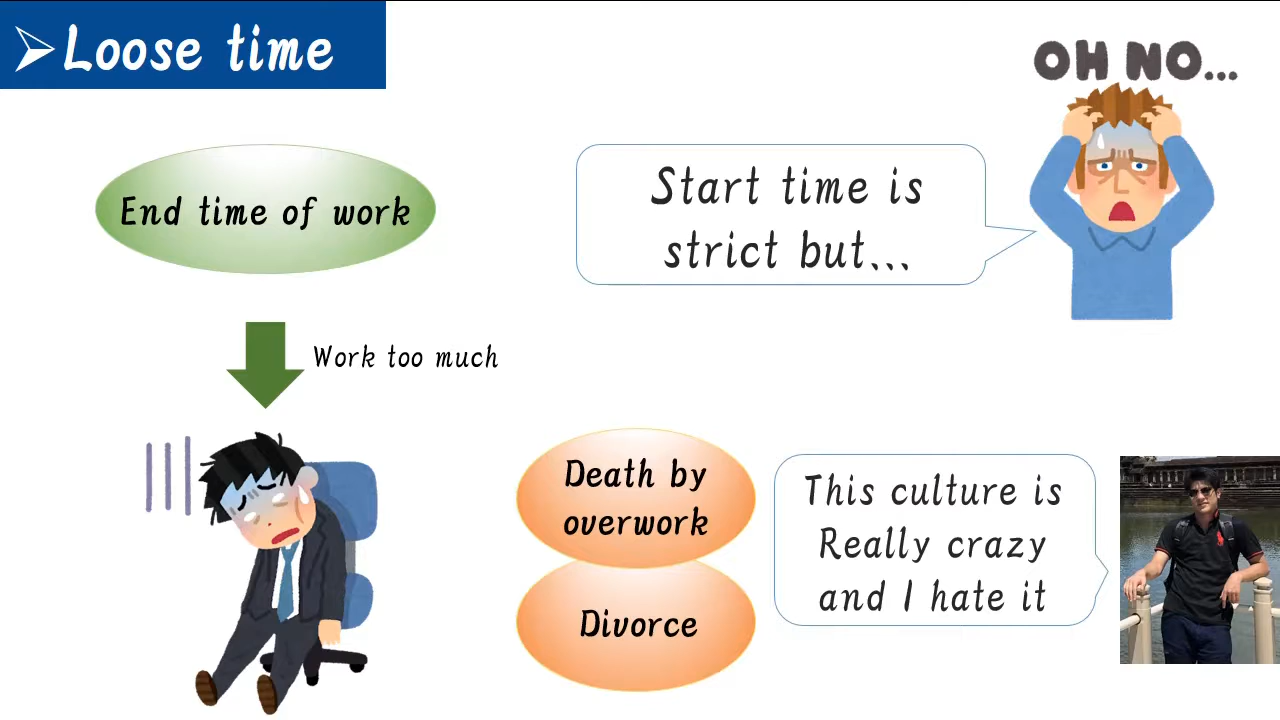 Loose time
OH NO...
End time of work
Start time is
strict but...
Work too much
Death by
overwork
Divorce
This culture is
Really crazy
and I hate it